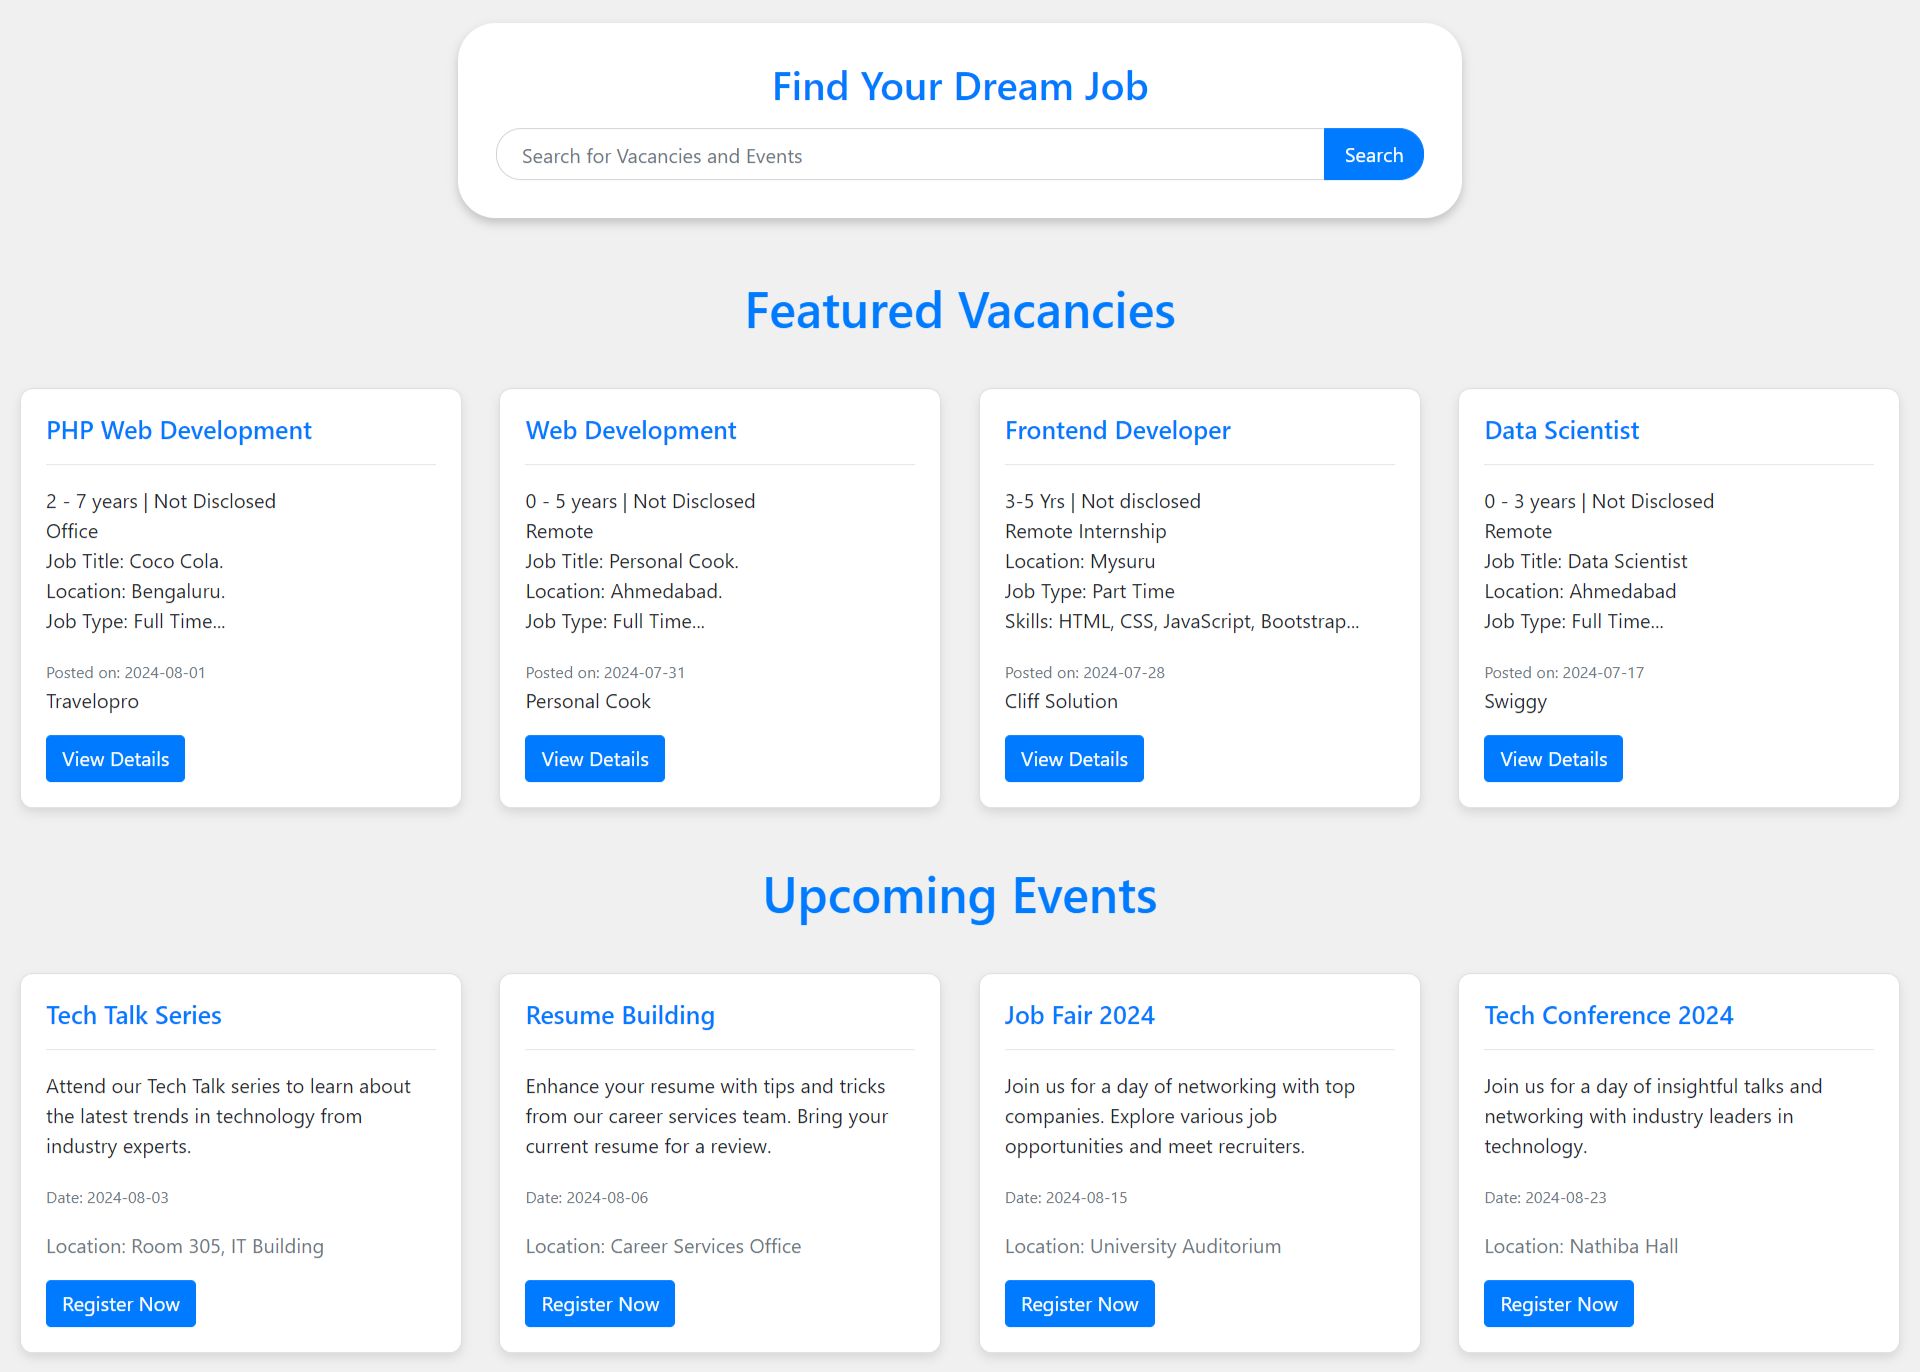 Find Your Dream Job
Search for Vacancies and Events
Search
Featured Vacancies
PHP Web Development
2 - 7 years | Not Disclosed
Office
Job Title: Coco Cola.
Location: Bengaluru.
Job Type: Full Time...
Posted on: 2024-08-01
Travelopro
View Details
Web Development
0 - 5 years | Not Disclosed
Remote
Job Title: Personal Cook.
Location: Ahmedabad.
Job Type: Full Time...
Posted on: 2024-07-31
Personal Cook
View Details
Frontend Developer
3-5 Yrs | Not disclosed
Remote Internship
Location: Mysuru
Job Type: Part Time
Skills: HTML, CSS, JavaScript, Bootstrap...
Posted on: 2024-07-28
Cliff Solution
View Details
Data Scientist
0 - 3 years | Not Disclosed
Remote
Job Title: Data Scientist
Location: Ahmedabad
Job Type: Full Time...
Posted on: 2024-07-17
Swiggy
View Details
Upcoming Events
Tech Talk Series
Attend our Tech Talk series to learn about
the latest trends in technology from
industry experts.
Date: 2024-08-03
Location: Room 305, IT Building
Register Now
Resume Building
Enhance your resume with tips and tricks
from our career services team. Bring your
current resume for a review.
Date: 2024-08-06
Location: Career Services Office
Register Now
Job Fair 2024
Join us for a day of networking with top
companies. Explore various job
opportunities and meet recruiters.
Date: 2024-08-15
Location: University Auditorium
Register Now
Tech Conference 2024
Join us for a day of insightful talks and
networking with industry leaders in
technology.
Date: 2024-08-23
Location: Nathiba Hall
Register Now